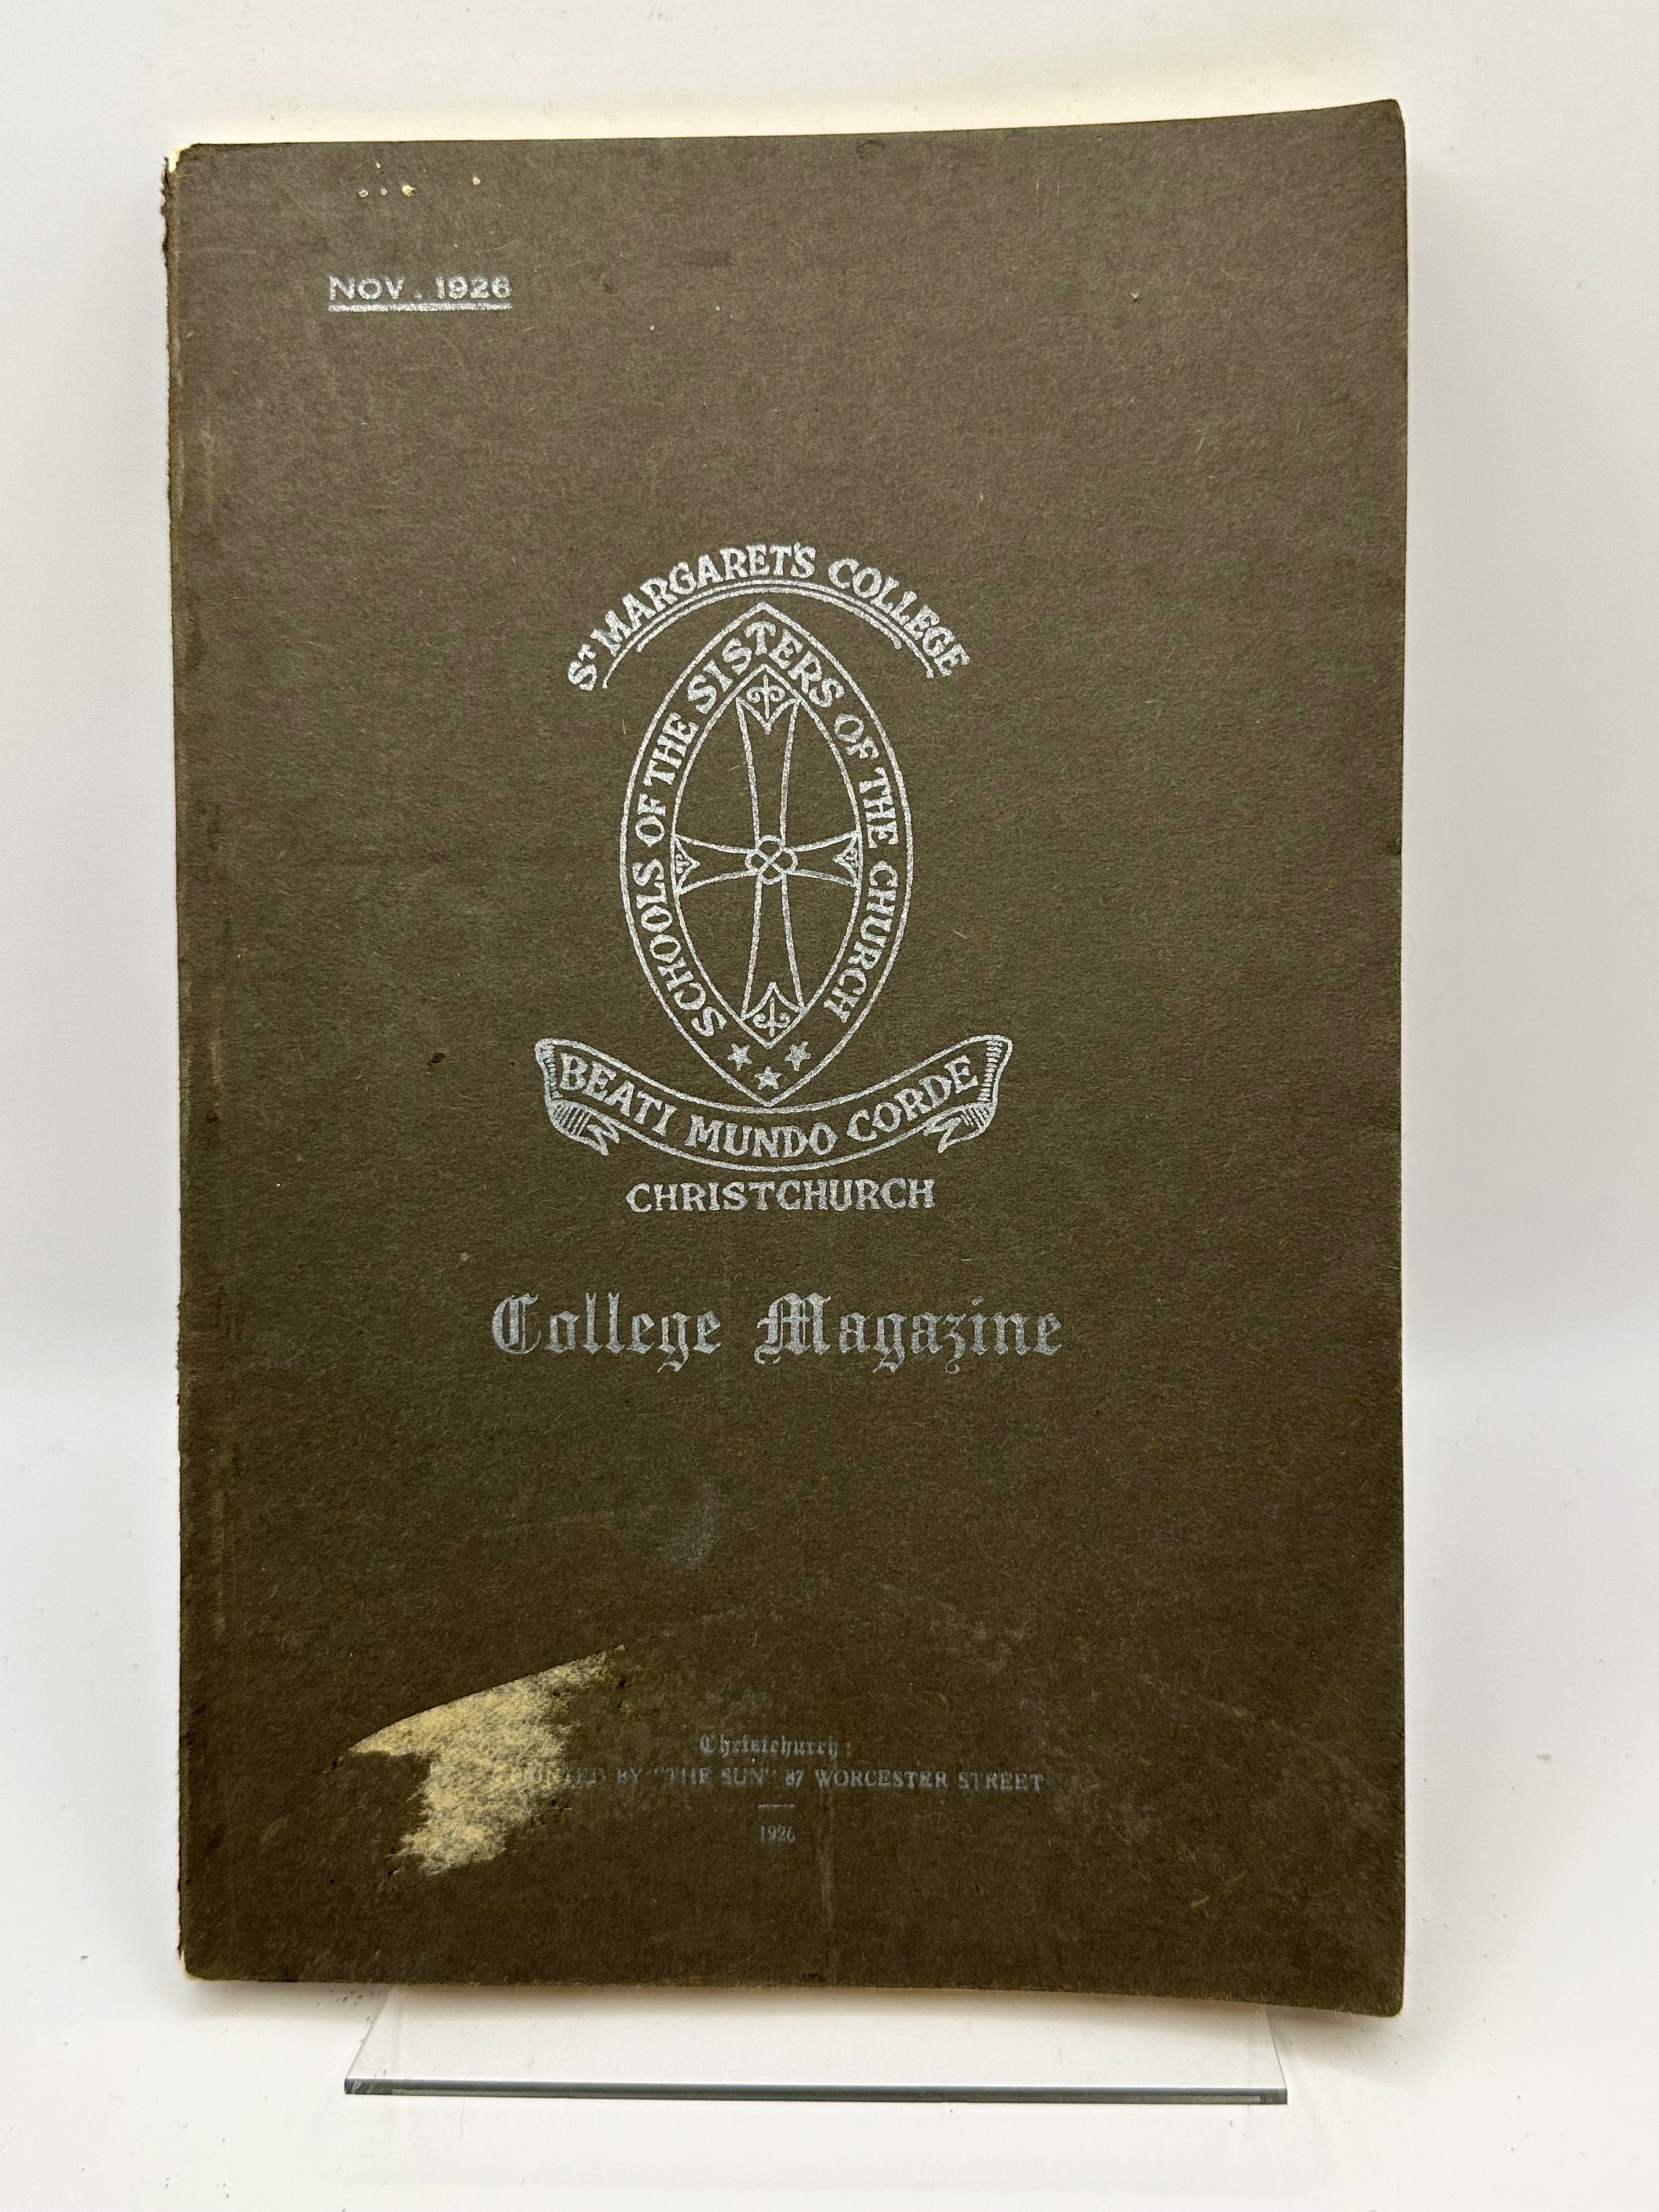 NOV. 1926
ST MARGARET'S COLLEGE
SCHOOLS OF THE SISTERS OF THE CHURCH
BEATI MUNDO CORDE
CHRISTCHURCH
College Magazine
Christchurch:
BY "THE SUN" 87 WORCESTER STREET
1926